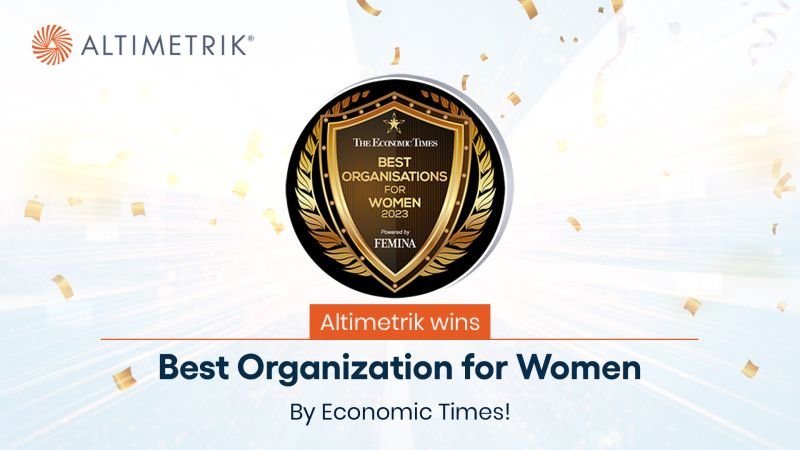 ALTIMETRIK®
THE ECONOMIC TIMES
BEST
ORGANISATIONS
FOR
WOMEN
2023
Powered by
FEMINA
Altimetrik wins
Best Organization for Women
By Economic Times!